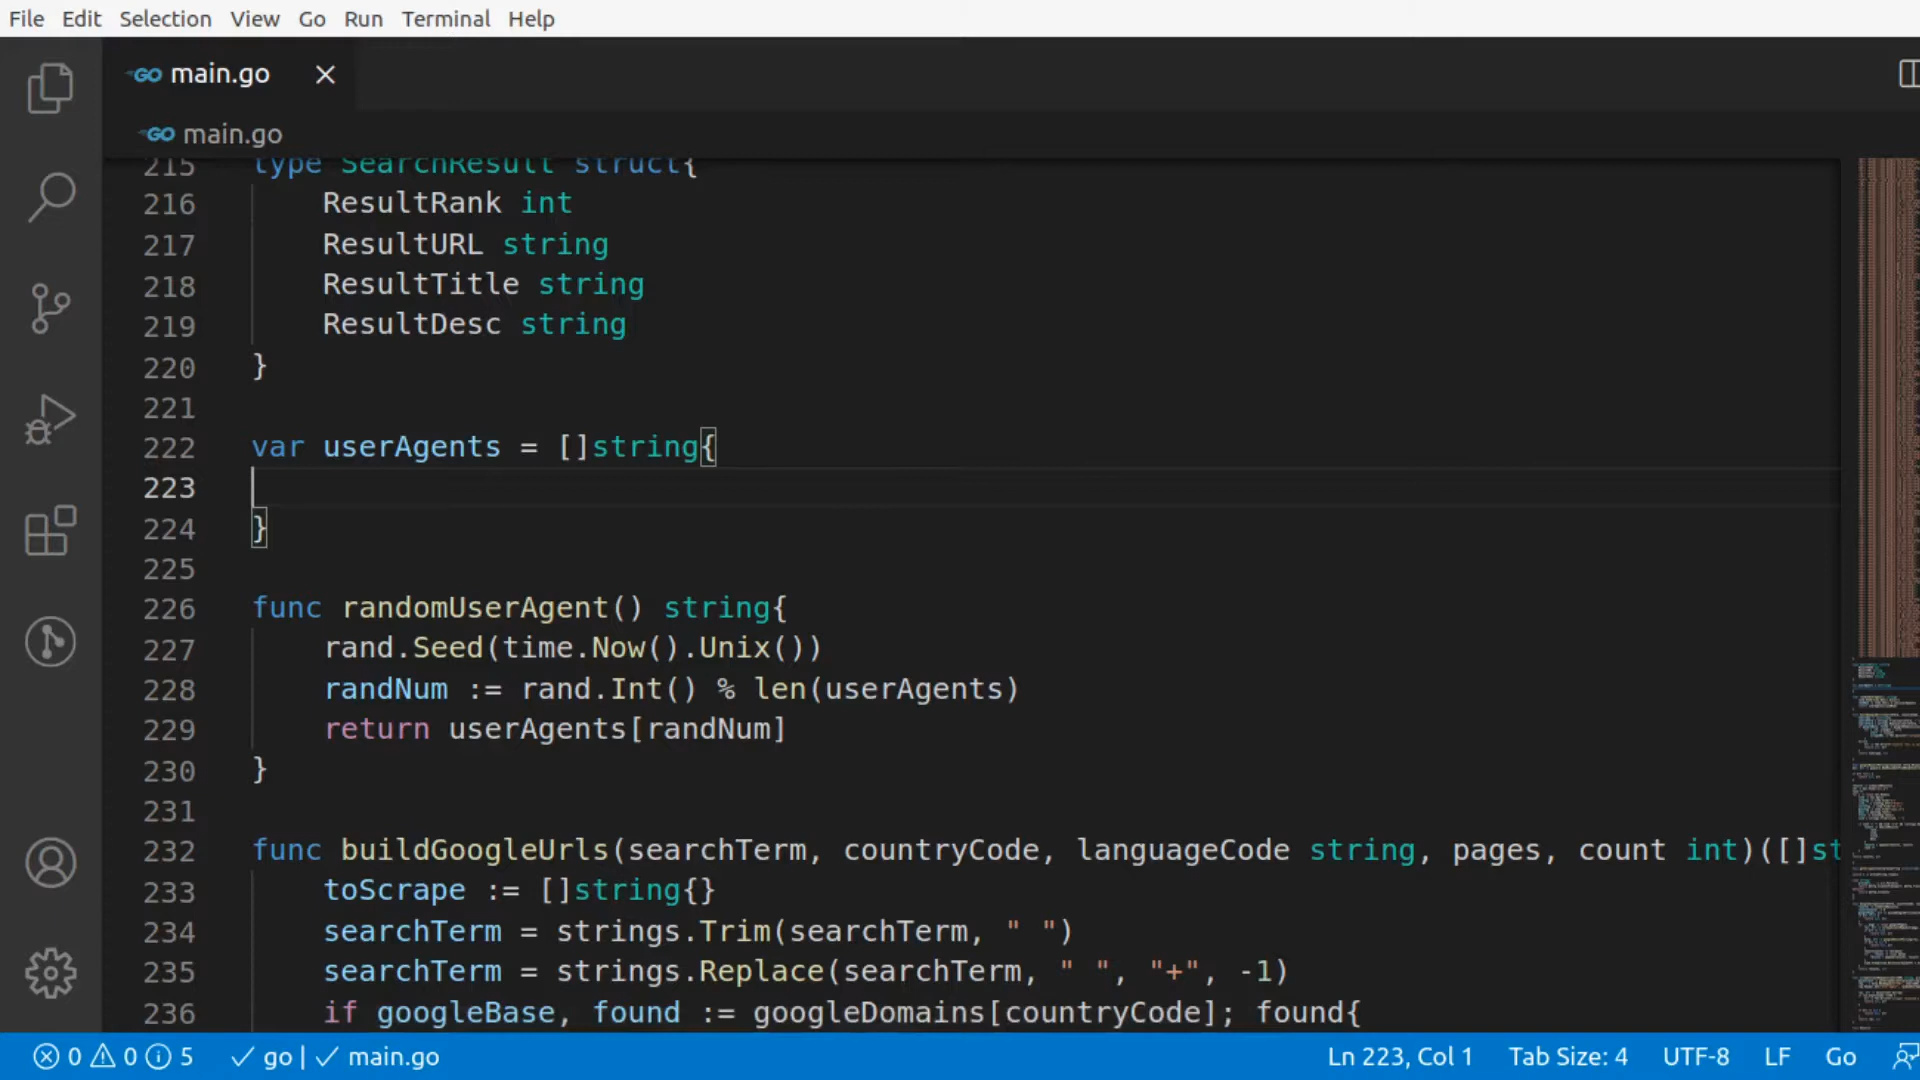 File Edit Selection View Go Run Terminal Help
GO main.go
GO main.go
215 type SearchResult struct{
216 ResultRank int
217 ResultURL string
218 ResultTitle string
219 ResultDesc string
220 }
221
222 var userAgents = []string{
223
224 }
225
226 func randomUserAgent() string{
227 rand.Seed(time.Now().Unix())
228 randNum := rand.Int() % len(userAgents)
229 return userAgents[randNum]
230 }
231
232 func buildGoogleUrls(searchTerm, countryCode, languageCode string, pages, count int)([]st
233 toScrape := []string{}
234 searchTerm = strings.Trim(searchTerm, " ")
235 searchTerm = strings.Replace(searchTerm, " ", "+", -1)
236 if googleBase, found := googleDomains[countryCode]; found{
0 0 5 go | main.go Ln 223, Col 1 Tab Size: 4 UTF-8 LF Go